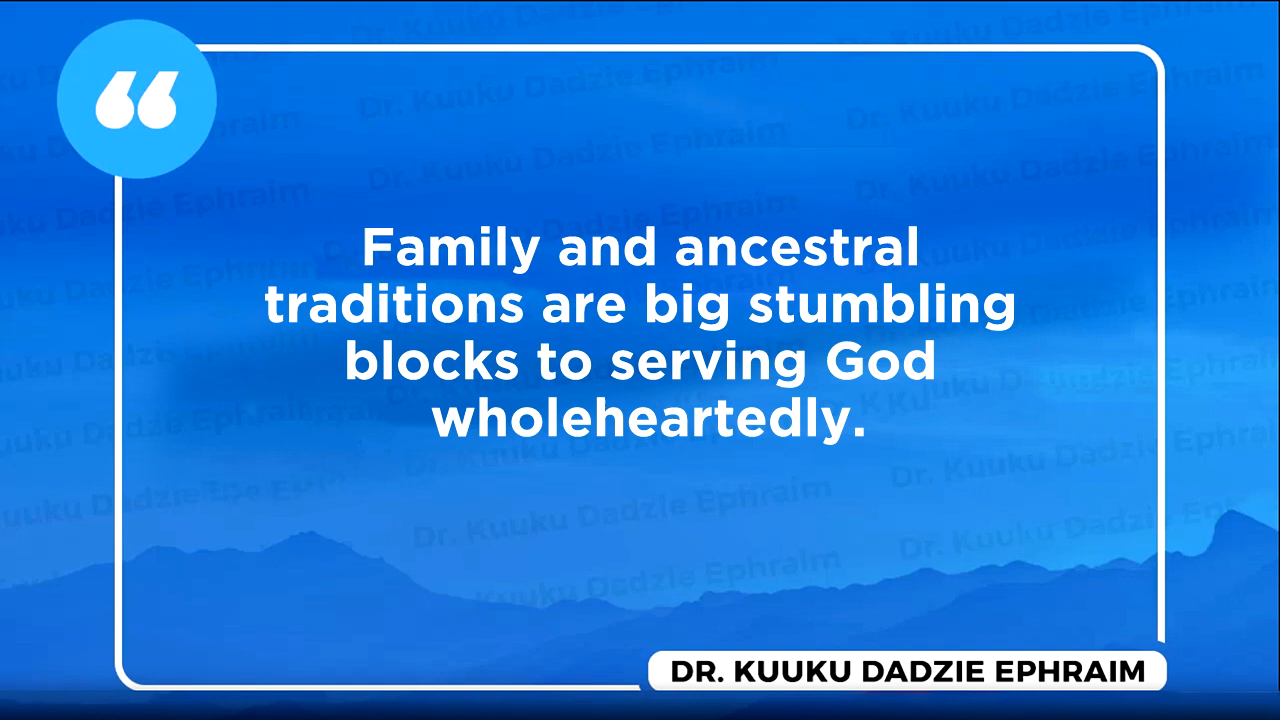 Family and ancestral
traditions are big stumbling
blocks to serving God
wholeheartedly.
DR. KUUKU DADZIE EPHRAIM